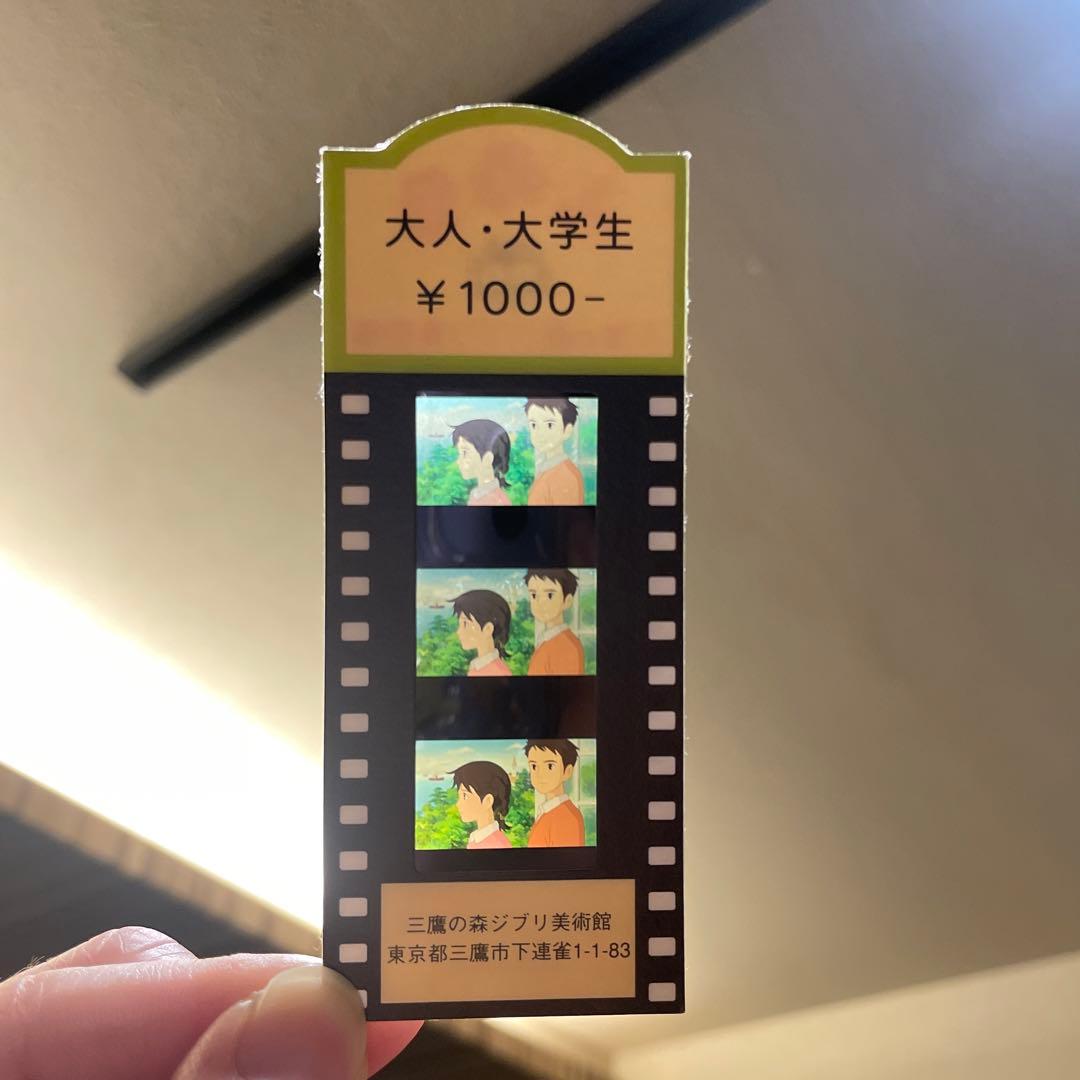 大人・大学生
¥1000-
三鷹の森ジブリ美術館
東京都三鷹市下連雀1-1-83